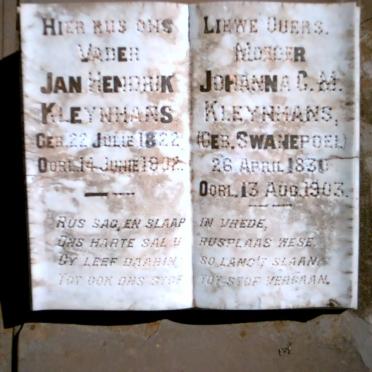 HIER RUS ONS LIEWE OUERS.
VADER
JAN HENDRIK
KLEYNHANS
GEB. 22 JULIE 1822
OORL. 14 JUNIE
MOEDER
JOHANNA C. M.
KLEYNHANS,
(GEB. SWANEPOEL)
26 APRIL 1830
OORL. 13 AUG. 1903.
RUS SAG, EN SLAAP IN VREDE,
ONS HARTE SAL U RUSPLAAS WESE,
GY LEEF DAARIN, SO LANG'T SLAAN,
TOT OOK ONS STOF TOT STOF VERGAAN.